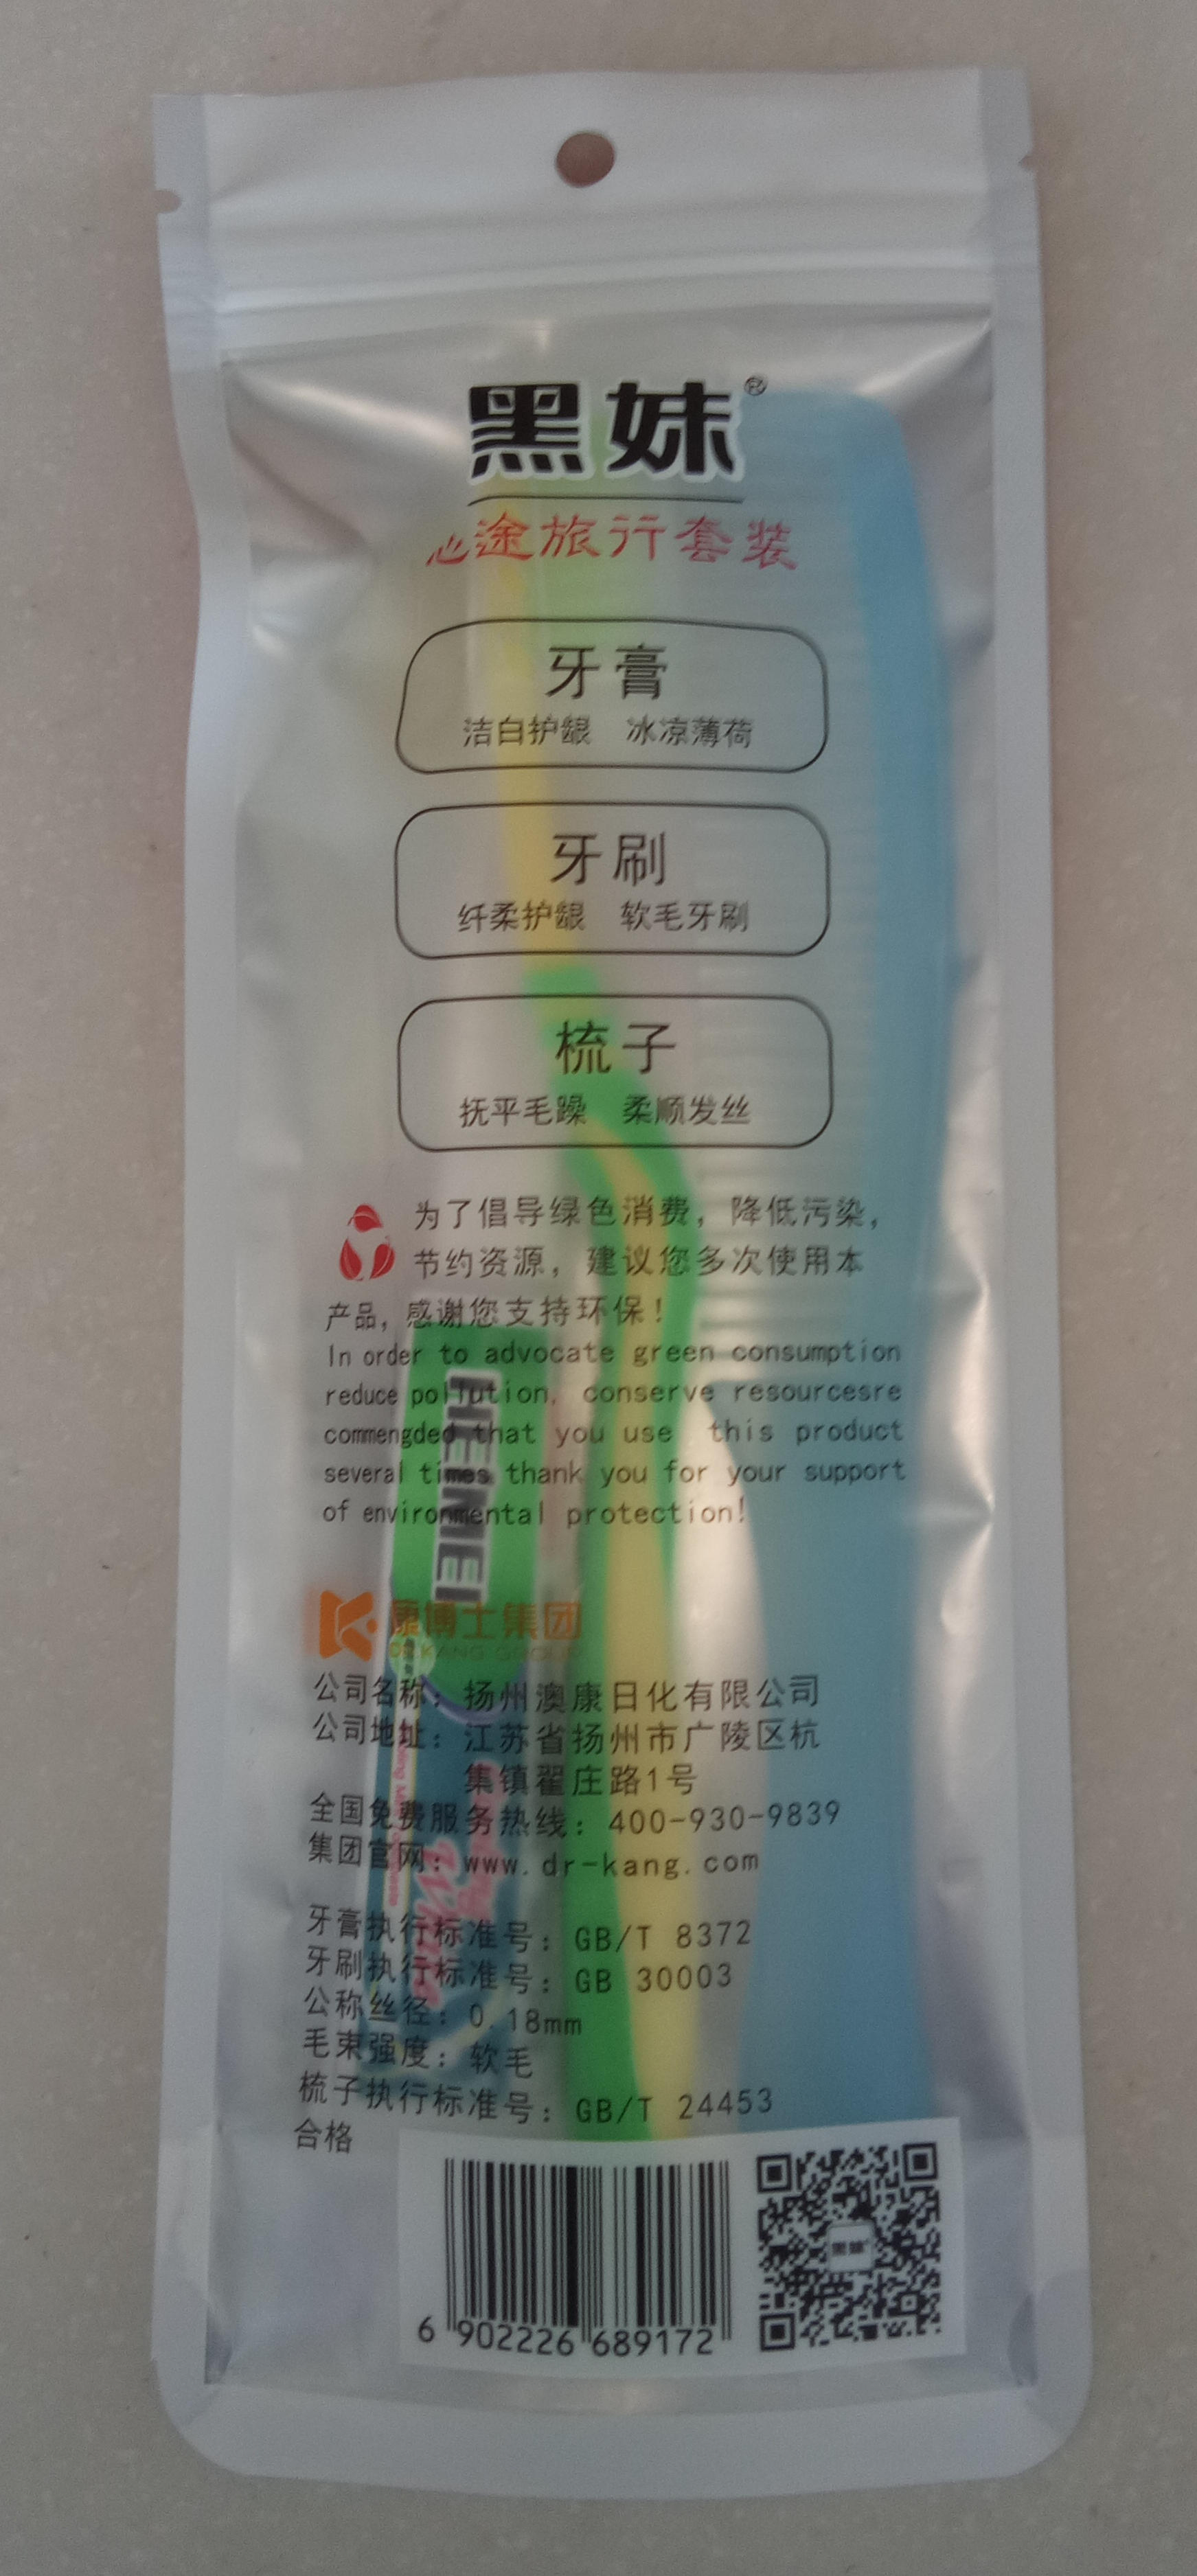 黑妹®
途旅行套装
牙膏
洁白护龈 冰凉薄荷
牙刷
纤柔护龈 软毛牙刷
梳子
抚平毛躁 柔顺发丝
为了倡导绿色消费，降低污染，
节约资源，建议您多次使用本
产品，感谢您支持环保！
In order to advocate green consumption
reduce pollution, conserve resourcesre
commengded that you use this product
several times thank you for your support
of environmental protection!
HEIMEI
康博士集团
DR KANG GROUP
公司名称：扬州澳康日化有限公司
公司地址：江苏省扬州市广陵区杭
集镇翟庄路1号
全国免费服务热线：400-930-9839
集团官网：www.dr-kang.com
牙膏执行标准号：GB/T 8372
牙刷执行标准号：GB 30003
公称丝径：0.18mm
毛束强度：软毛
梳子执行标准号：GB/T 24453
合格
6 902226 689172
黑妹